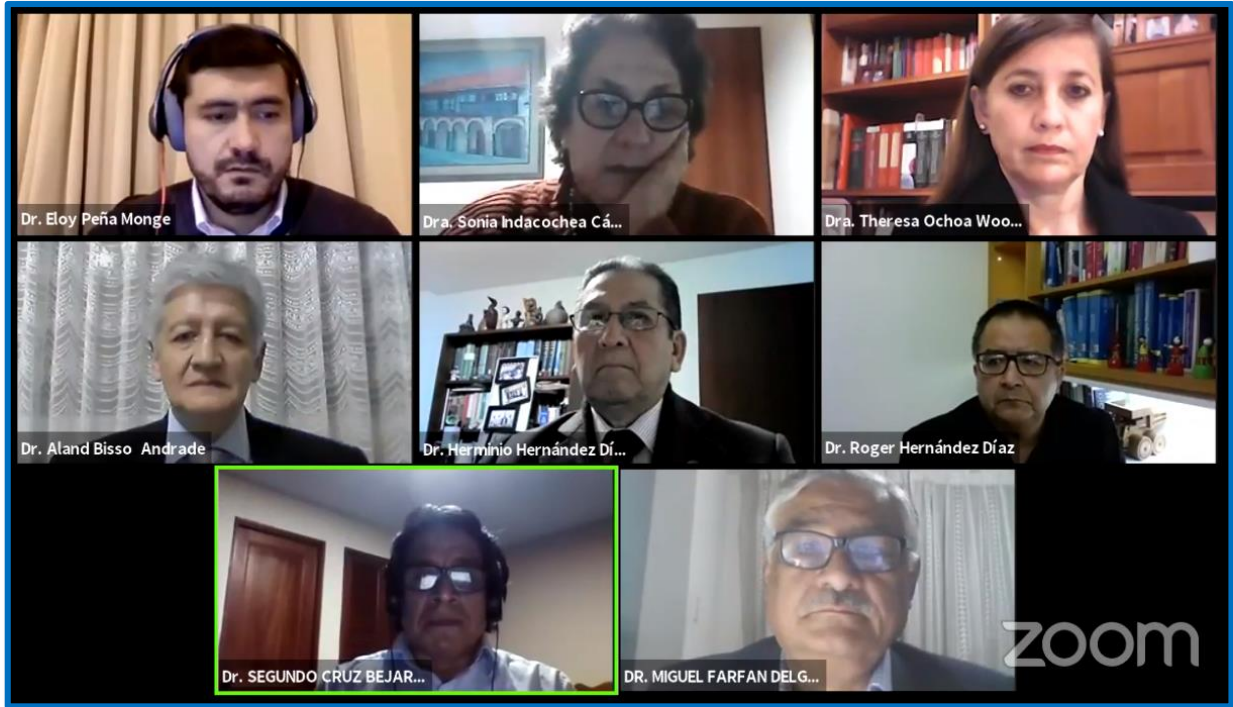 Dr. Eloy Peña Monge
Dra. Sonia Indacochea Cá...
Dra. Theresa Ochoa Woo...
Dr. Aland Bisso Andrade
Dr. Herminio Hernández Dí...
Dr. Roger Hernández Díaz
Dr. SEGUNDO CRUZ BEJAR...
DR. MIGUEL FARFAN DELG...
zoom